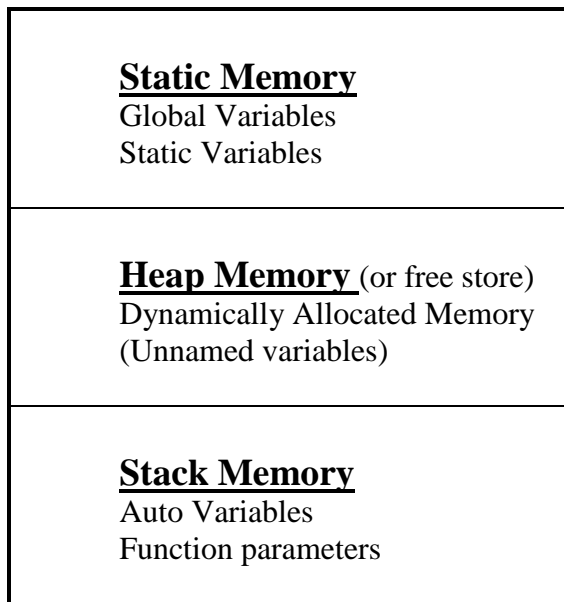 Static Memory
Global Variables
Static Variables
Heap Memory (or free store)
Dynamically Allocated Memory
(Unnamed variables)
Stack Memory
Auto Variables
Function parameters